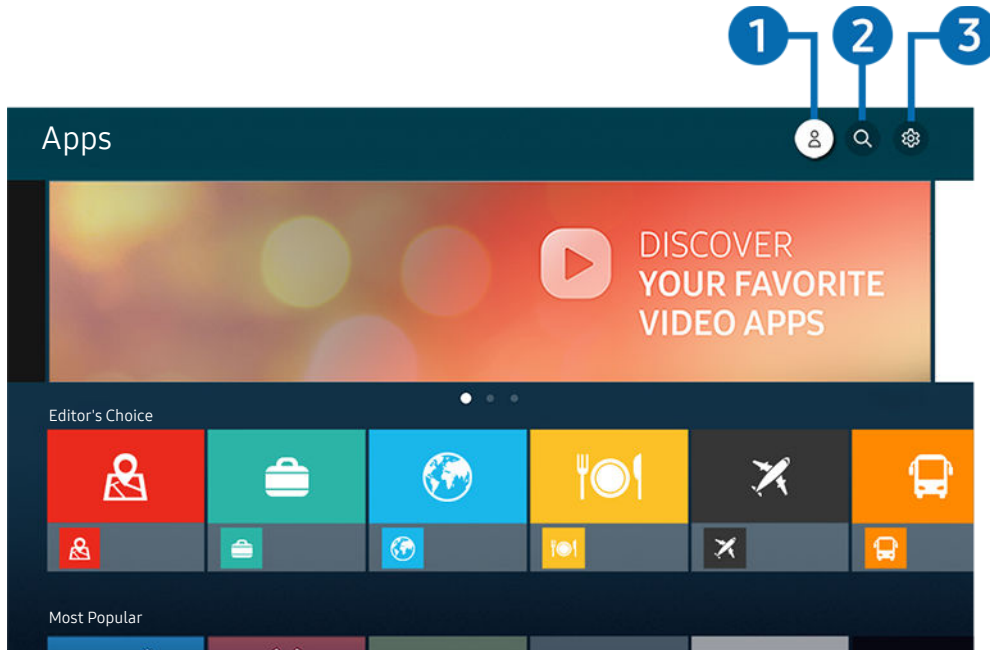 1 2 3
Apps
DISCOVER
YOUR FAVORITE
VIDEO APPS
Editor's Choice
Most Popular